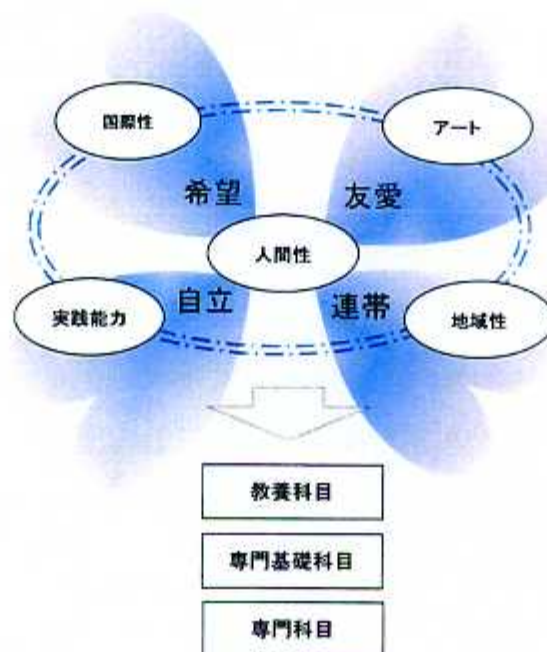 国際性
アート
希望
友愛
人間性
自立
連帯
実践能力
地域性
教養科目
専門基礎科目
専門科目